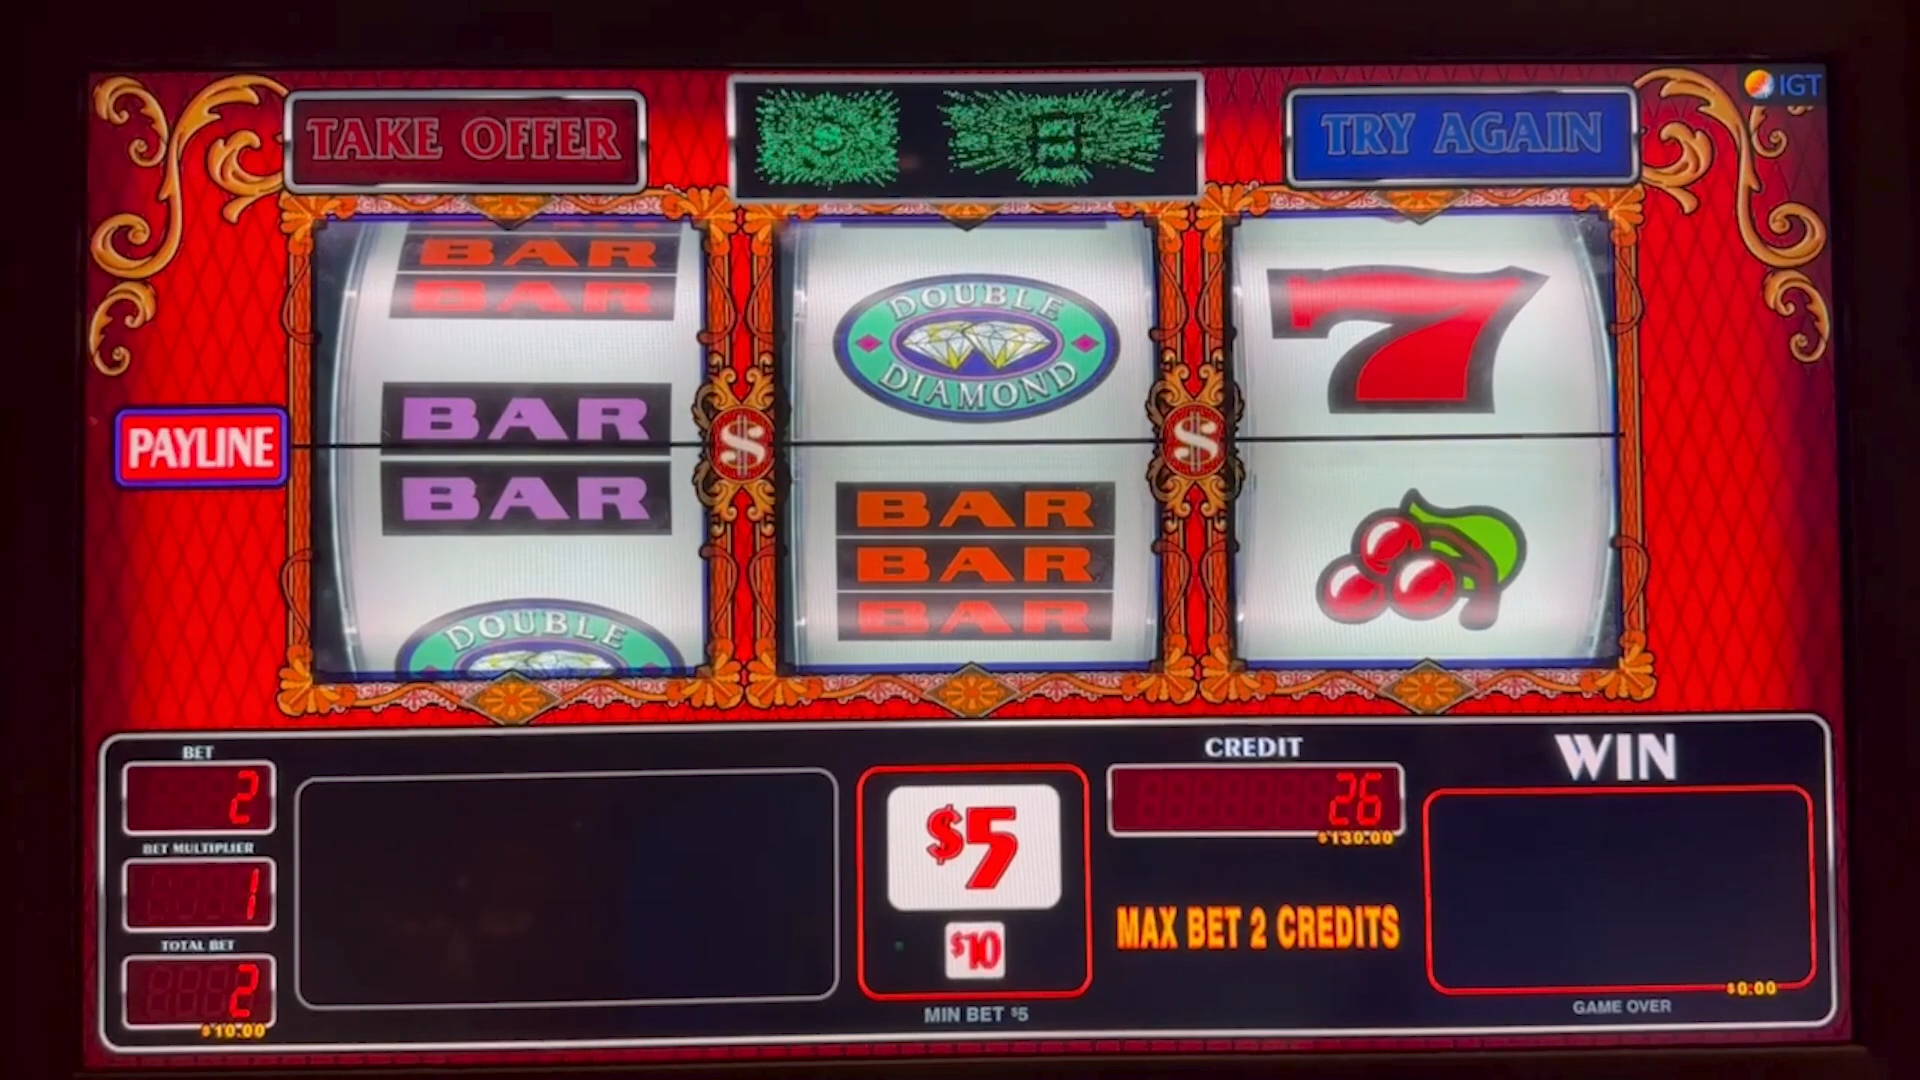 IGT
TAKE OFFER
TRY AGAIN
BAR
BAR
DOUBLE
DIAMOND
7
PAYLINE
BAR
BAR
$
$
BAR
BAR
BAR
DOUBLE
BET
2
BET MULTIPLIER
1
TOTAL BET
2
$10.00
$5
$10
MIN BET $5
CREDIT
26
$130.00
MAX BET 2 CREDITS
WIN
$0.00
GAME OVER